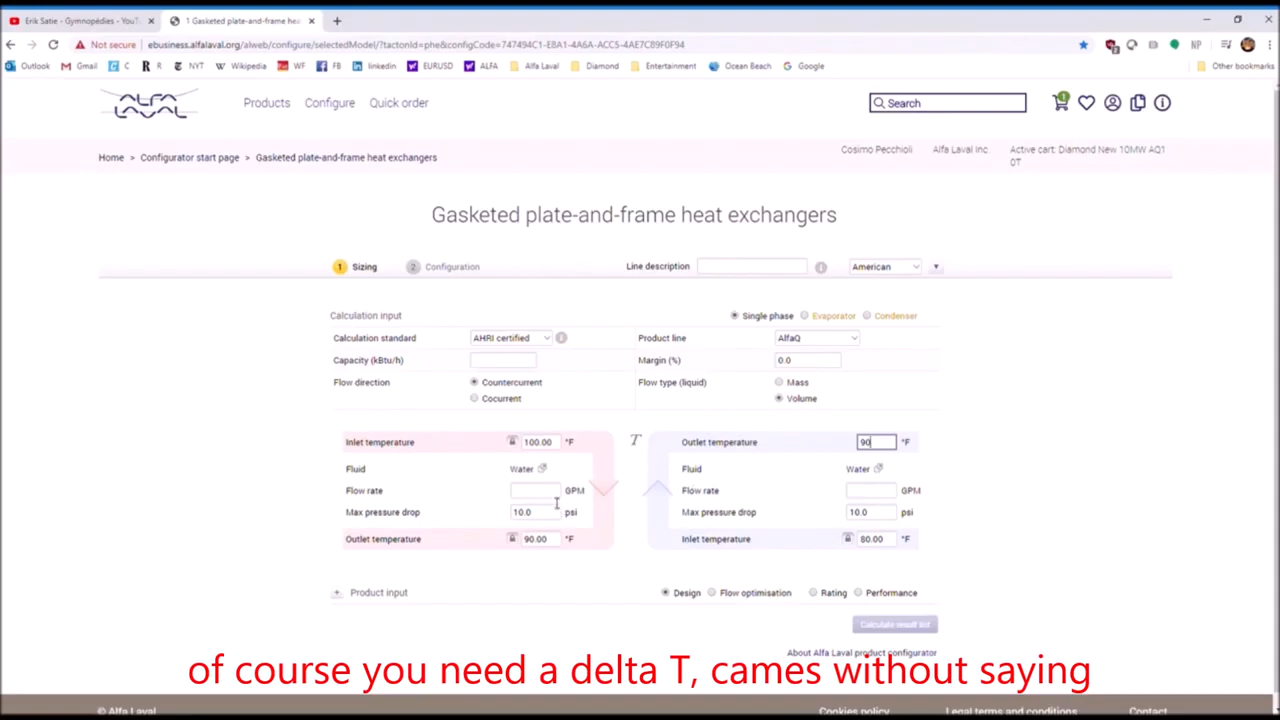 Erik Satie - Gymnopédies - YouT
1 Gasketed plate-and-frame hea
Not secure
ebusiness.alfalaval.org/alweb/configure/selectedModel/?tactonId=phe&configCode=747494C1-EBA1-4A6A-ACC5-4AE7C89F0F94
Outlook Gmail C R NYT Wikipedia WF FB linkedin EURUSD ALFA Alfa Laval Diamond Entertainment Ocean Beach Google Other bookmarks
ALFA LAVAL
Products Configure Quick order
Search
1
Home > Configurator start page > Gasketed plate-and-frame heat exchangers
Cosimo Pecchioli Alfa Laval Inc. Active cart: Diamond New 10MW AQ1
0T
Gasketed plate-and-frame heat exchangers
1 Sizing 2 Configuration Line description American
Calculation input Single phase Evaporator Condenser
Calculation standard AHRI certified Product line AlfaQ
Capacity (kBtu/h) Margin (%) 0.0
Flow direction Countercurrent Flow type (liquid) Mass
Cocurrent Volume
Inlet temperature 100.00 °F T Outlet temperature 90 °F
Fluid Water Fluid Water
Flow rate GPM Flow rate GPM
Max pressure drop 10.0 psi Max pressure drop 10.0 psi
Outlet temperature 90.00 °F Inlet temperature 80.00 °F
+ Product input Design Flow optimisation Rating Performance
Calculate result list
About Alfa Laval product configurator
of course you need a delta T, cames without saying
© Alfa Laval Cookies policy Legal terms and conditions Contact